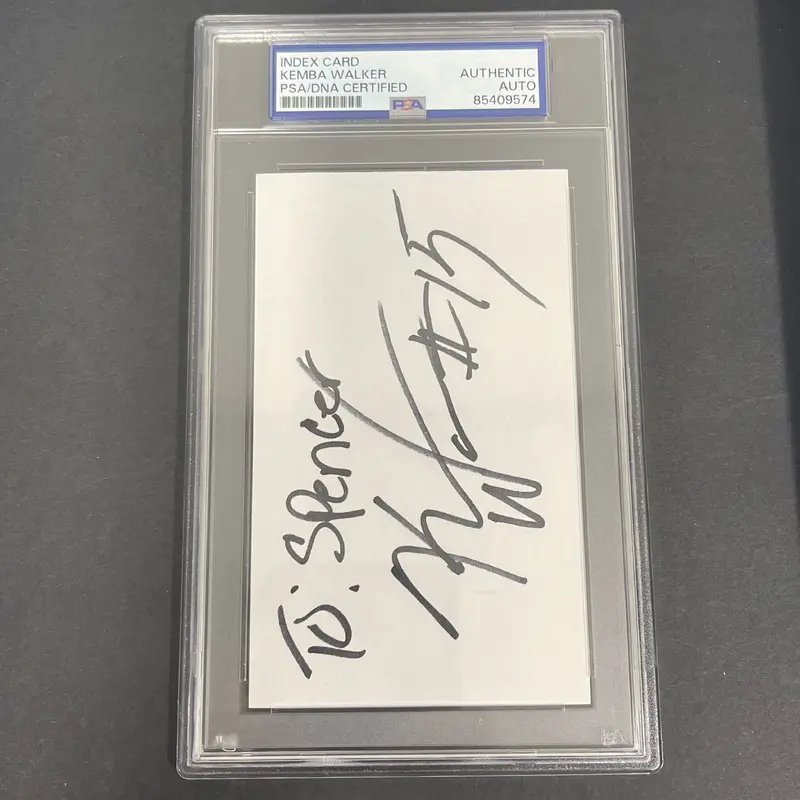 INDEX CARD
KEMBA WALKER
PSA/DNA CERTIFIED
AUTHENTIC
AUTO
85409574
PSA
To: Spencer
K W #15